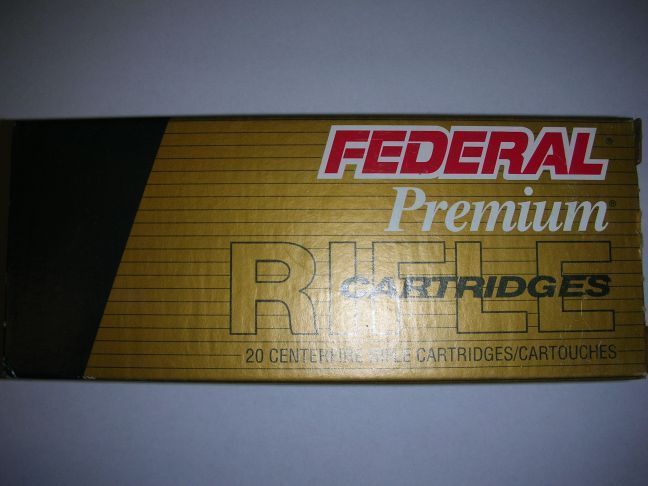 FEDERAL®
Premium®
RIFLE
CARTRIDGES
20 CENTERFIRE RIFLE CARTRIDGES/CARTOUCHES